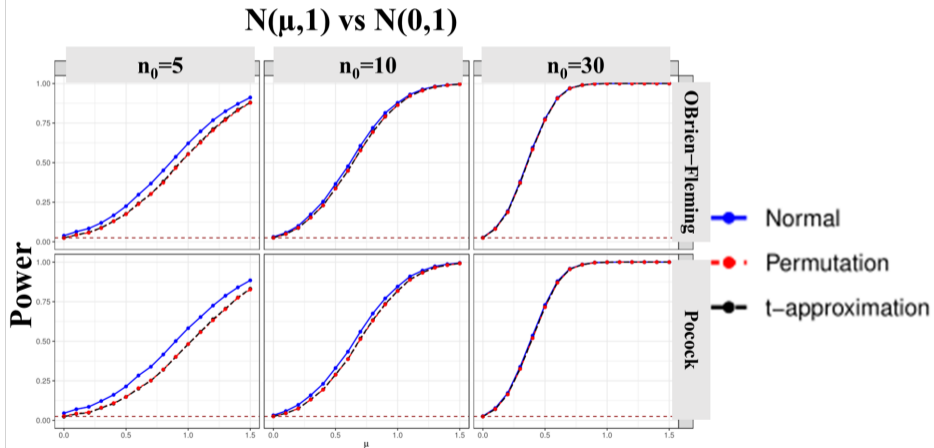 N(μ,1) vs N(0,1)
n₀=5
n₀=10
n₀=30
1.00
0.75
0.50
0.25
0.00
OBrien−Fleming
1.00
0.75
0.50
0.25
0.00
Pocock
Power
0.0 0.5 1.0 1.5
0.0 0.5 1.0 1.5
0.0 0.5 1.0 1.5
μ
Normal
Permutation
t−approximation